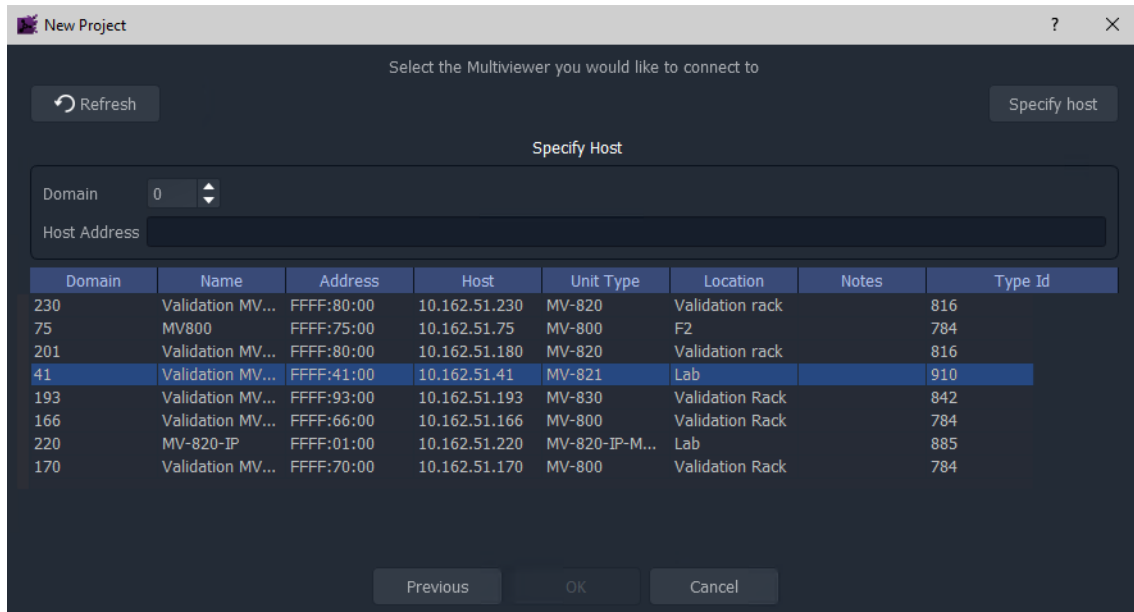 New Project ? ×
Select the Multiviewer you would like to connect to
Refresh Specify host
Specify Host
Domain 0
Host Address
Domain Name Address Host Unit Type Location Notes Type Id
230 Validation MV... FFFF:80:00 10.162.51.230 MV-820 Validation rack 816
75 MV800 FFFF:75:00 10.162.51.75 MV-800 F2 784
201 Validation MV... FFFF:80:00 10.162.51.180 MV-820 Validation rack 816
41 Validation MV... FFFF:41:00 10.162.51.41 MV-821 Lab 910
193 Validation MV... FFFF:93:00 10.162.51.193 MV-830 Validation Rack 842
166 Validation MV... FFFF:66:00 10.162.51.166 MV-800 Validation Rack 784
220 MV-820-IP FFFF:01:00 10.162.51.220 MV-820-IP-M... Lab 885
170 Validation MV... FFFF:70:00 10.162.51.170 MV-800 Validation Rack 784
Previous OK Cancel